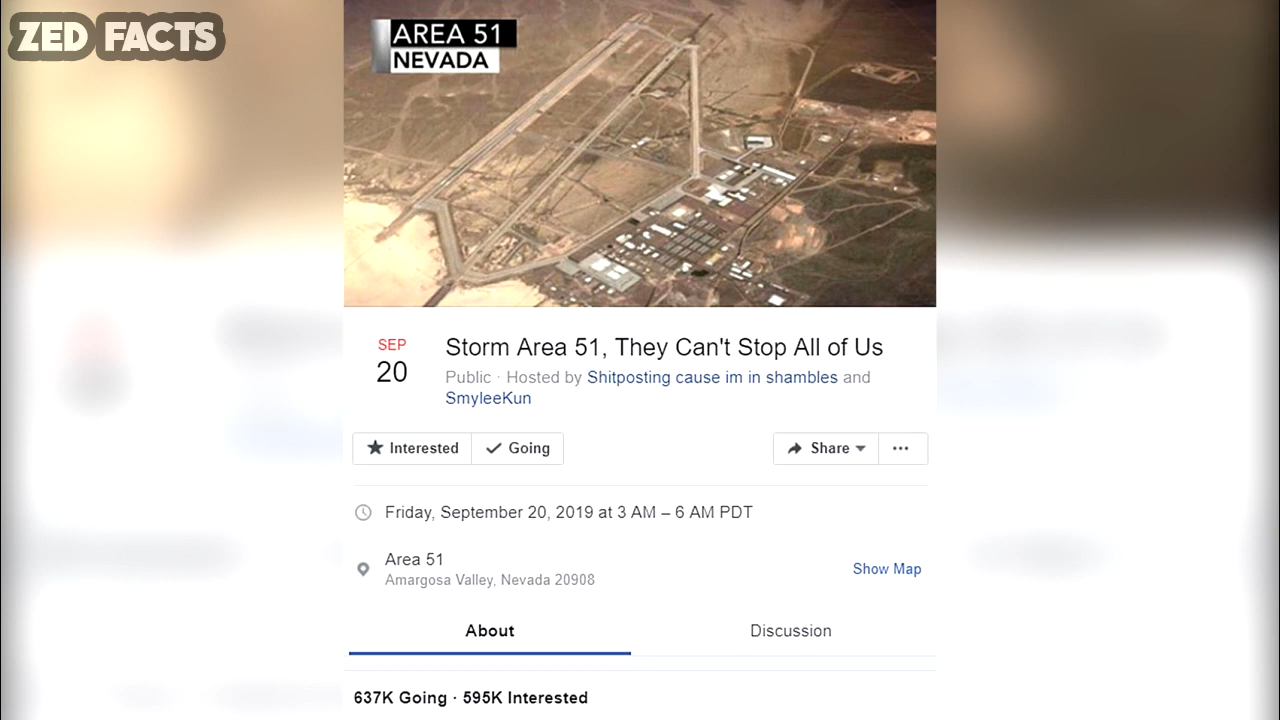 ZED FACTS
AREA 51
NEVADA
SEP
20
Storm Area 51, They Can't Stop All of Us
Public · Hosted by Shitposting cause im in shambles and
SmyleeKun
Interested
Going
Share
Friday, September 20, 2019 at 3 AM – 6 AM PDT
Area 51
Amargosa Valley, Nevada 20908
Show Map
About
Discussion
637K Going · 595K Interested